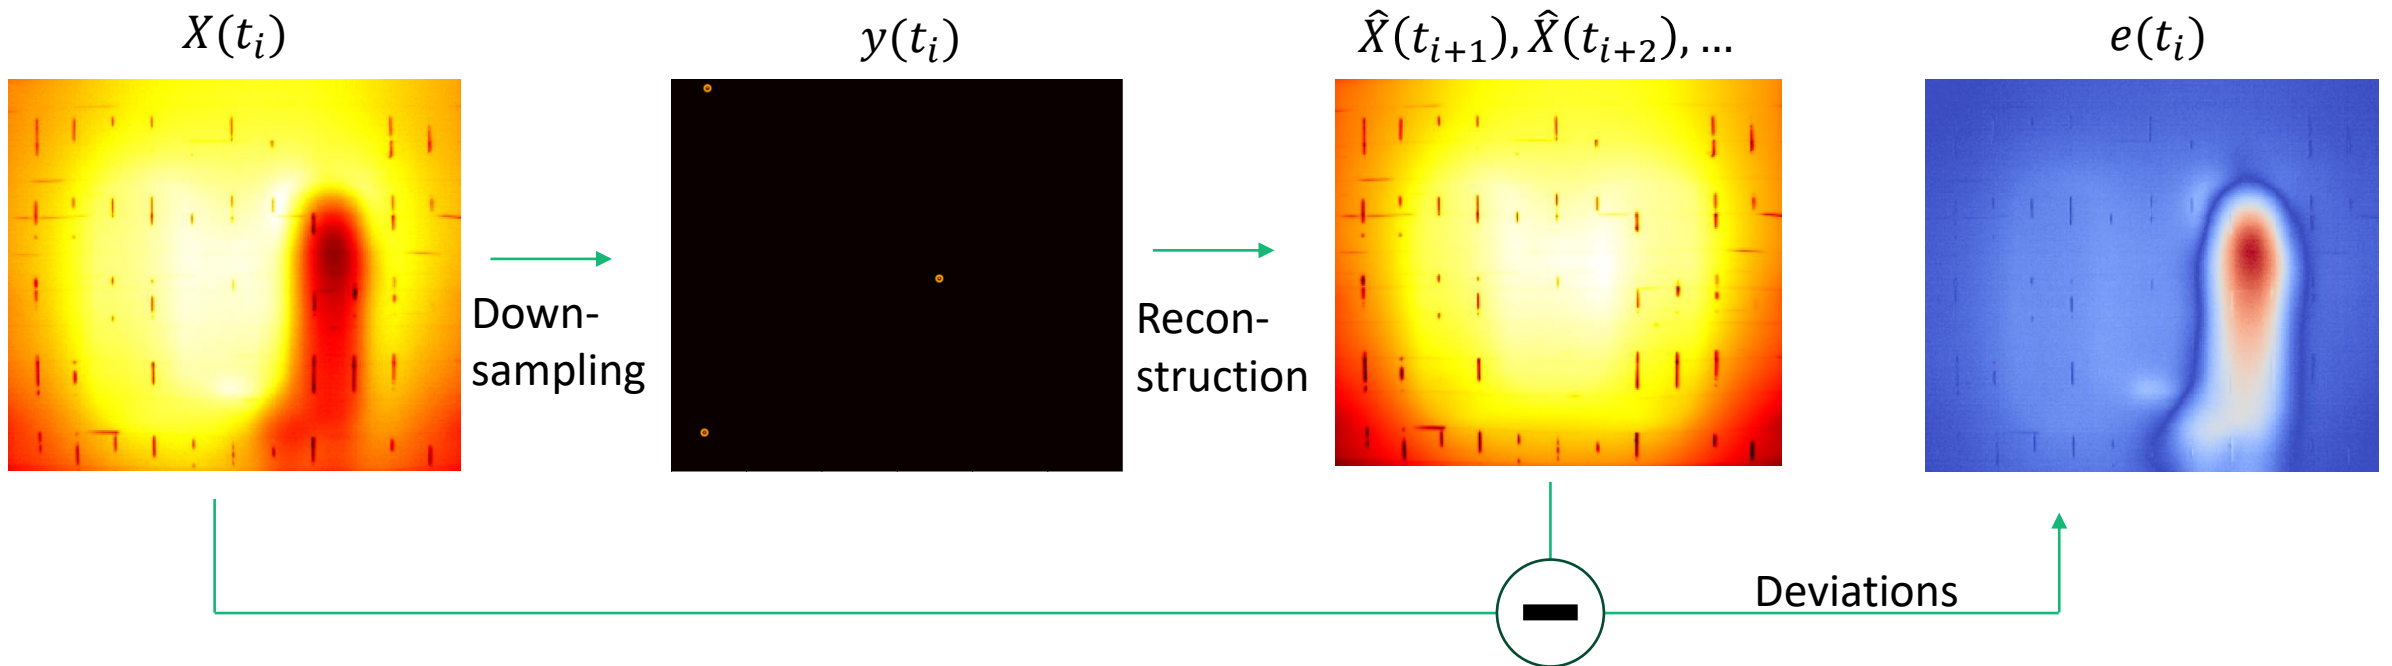 X(t_i)
y(t_i)
X̂(t_{i+1}), X̂(t_{i+2}), ...
e(t_i)
Down-
sampling
Recon-
struction
Deviations